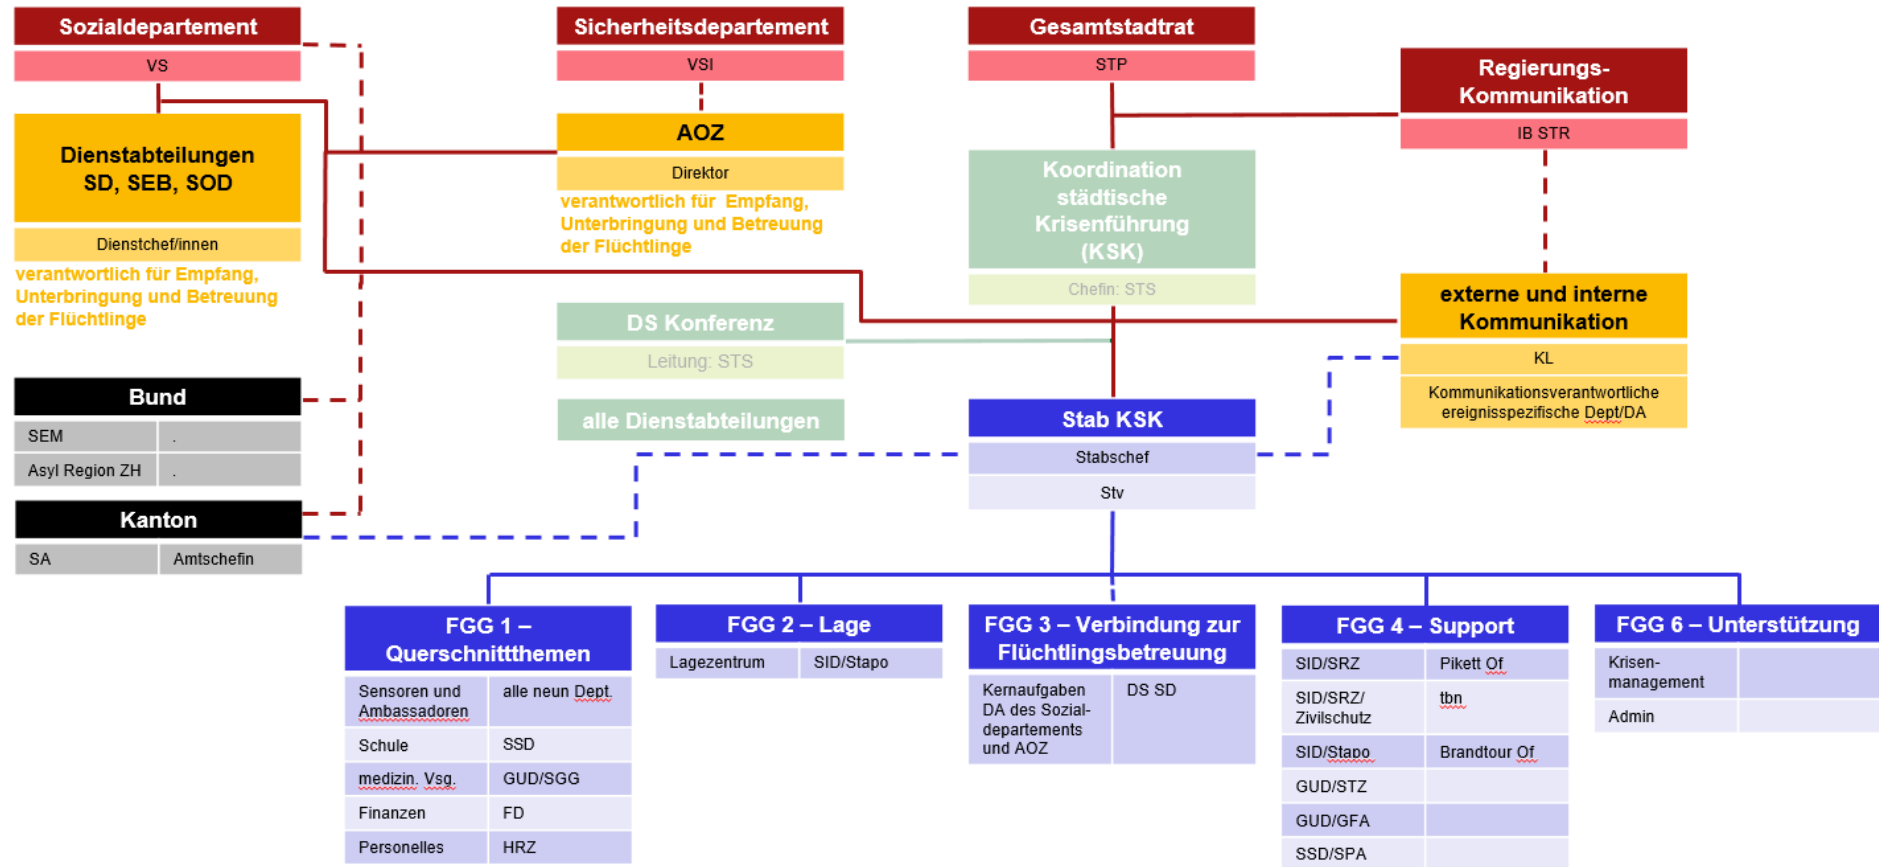 Sozialdepartement
VS
Dienstabteilungen
SD, SEB, SOD
Dienstchef/innen
verantwortlich für Empfang,
Unterbringung und Betreuung
der Flüchtlinge
Bund
SEM .
Asyl Region ZH .
Kanton
SA Amtschefin
Sicherheitsdepartement
VSI
AOZ
Direktor
verantwortlich für Empfang,
Unterbringung und Betreuung
der Flüchtlinge
DS Konferenz
Leitung: STS
alle Dienstabteilungen
Gesamtstadtrat
STP
Koordination
städtische
Krisenführung
(KSK)
Chefin: STS
Stab KSK
Stabschef
Stv
Regierungs-
Kommunikation
IB STR
externe und interne
Kommunikation
KL
Kommunikationsverantwortliche
ereignisspezifische Dept/DA
FGG 1 –
Querschnittthemen
Sensoren und
Ambassadoren
alle neun Dept.
Schule SSD
medizin. Vsg. GUD/SGG
Finanzen FD
Personelles HRZ
FGG 2 – Lage
Lagezentrum SID/Stapo
FGG 3 – Verbindung zur
Flüchtlingsbetreuung
Kernaufgaben
DA des Sozial-
departements
und AOZ
DS SD
FGG 4 – Support
SID/SRZ Pikett Of
SID/SRZ/
Zivilschutz
tbn
SID/Stapo Brandtour Of
GUD/STZ
GUD/GFA
SSD/SPA
FGG 6 – Unterstützung
Krisen-
management
Admin